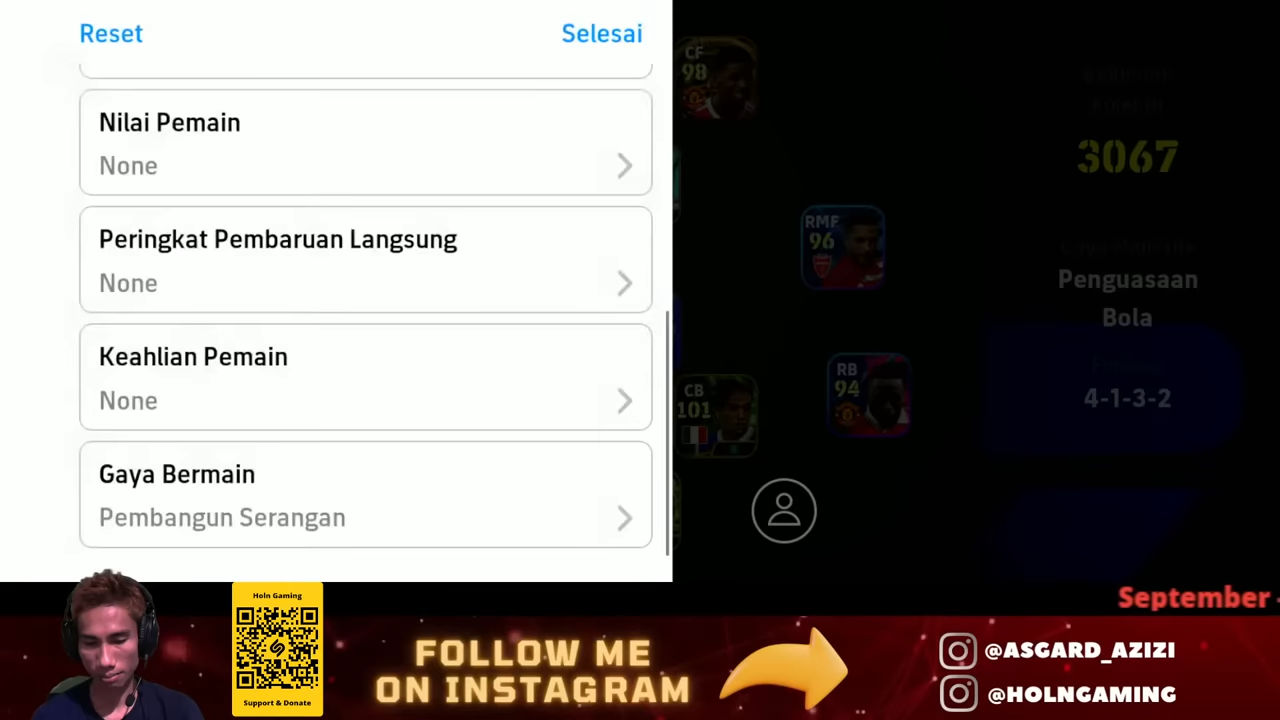 Reset
Selesai
Nilai Pemain
None
Peringkat Pembaruan Langsung
None
Keahlian Pemain
None
Gaya Bermain
Pembangun Serangan
CF
98
3067
RMF
96
Penguasaan
Bola
RB
94
CB
101
4-1-3-2
September
Holn Gaming
Support & Donate
FOLLOW ME
ON INSTAGRAM
@ASGARD_AZIZI
@HOLNGAMING